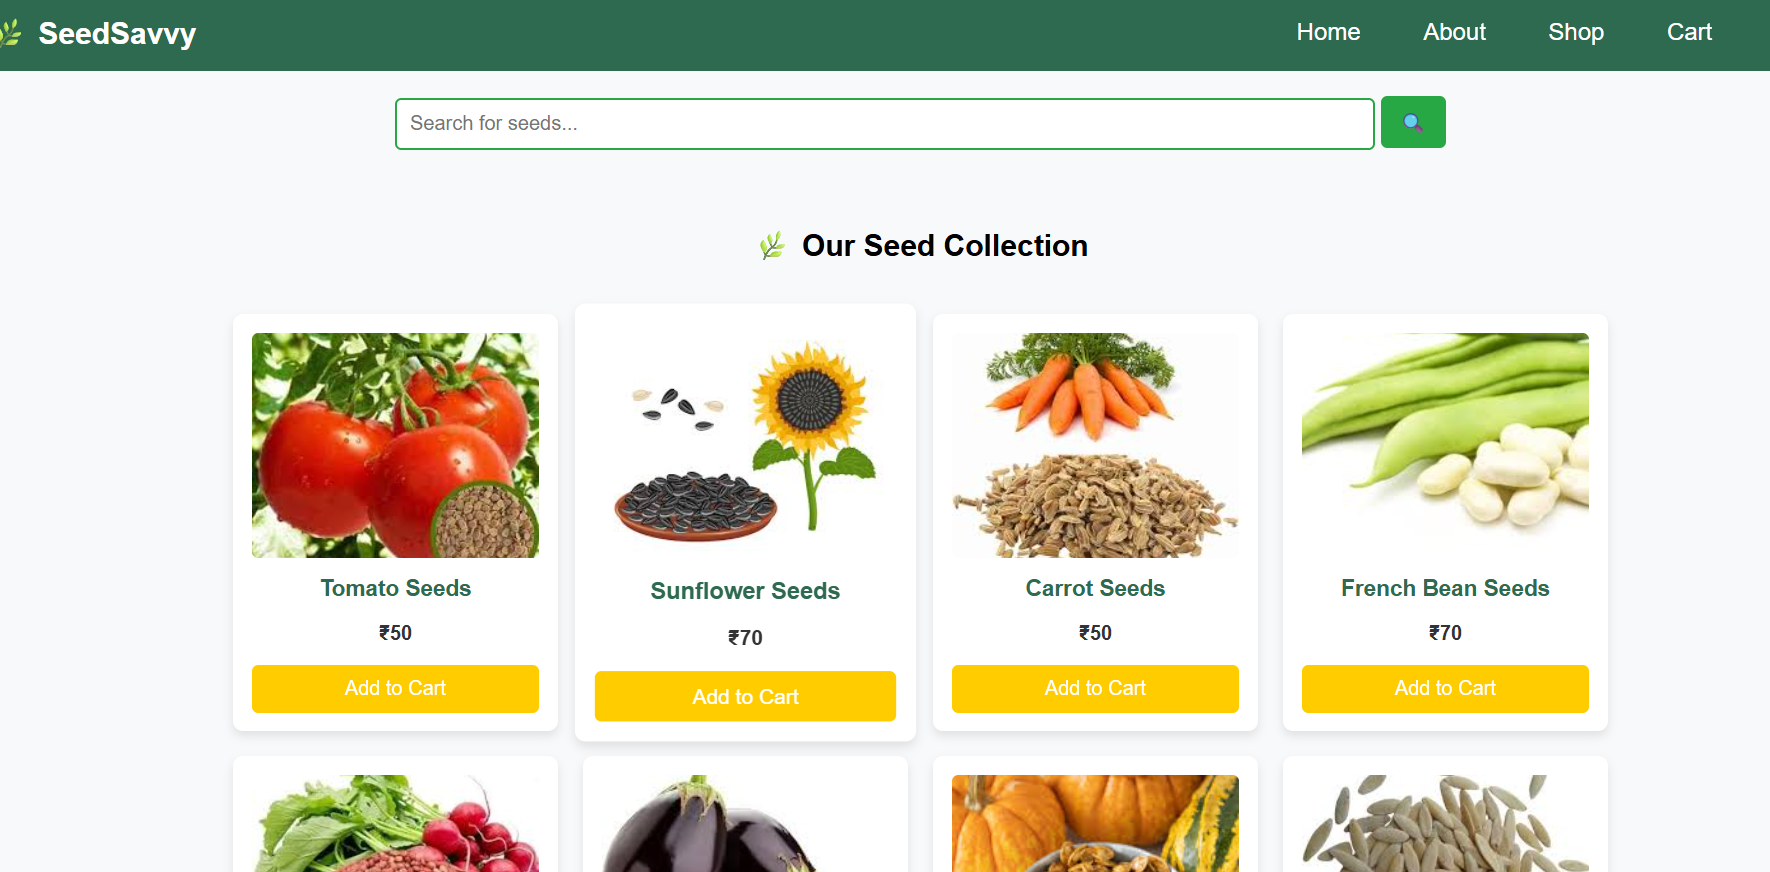 🌿 SeedSavvy
Home About Shop Cart
Search for seeds...
🔍
🌿 Our Seed Collection
Tomato Seeds
₹50
Add to Cart
Sunflower Seeds
₹70
Add to Cart
Carrot Seeds
₹50
Add to Cart
French Bean Seeds
₹70
Add to Cart